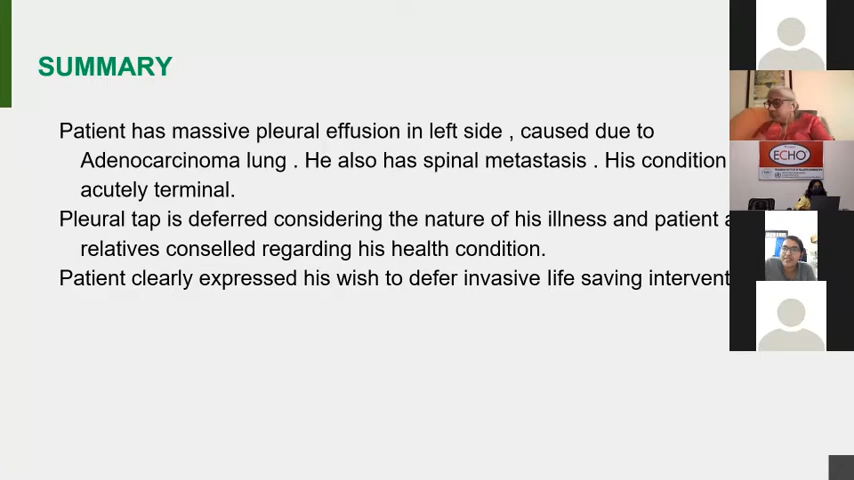 SUMMARY
Patient has massive pleural effusion in left side , caused due to
Adenocarcinoma lung . He also has spinal metastasis . His condition
acutely terminal.
Pleural tap is deferred considering the nature of his illness and patient
relatives conselled regarding his health condition.
Patient clearly expressed his wish to defer invasive life saving intervent
ECHO